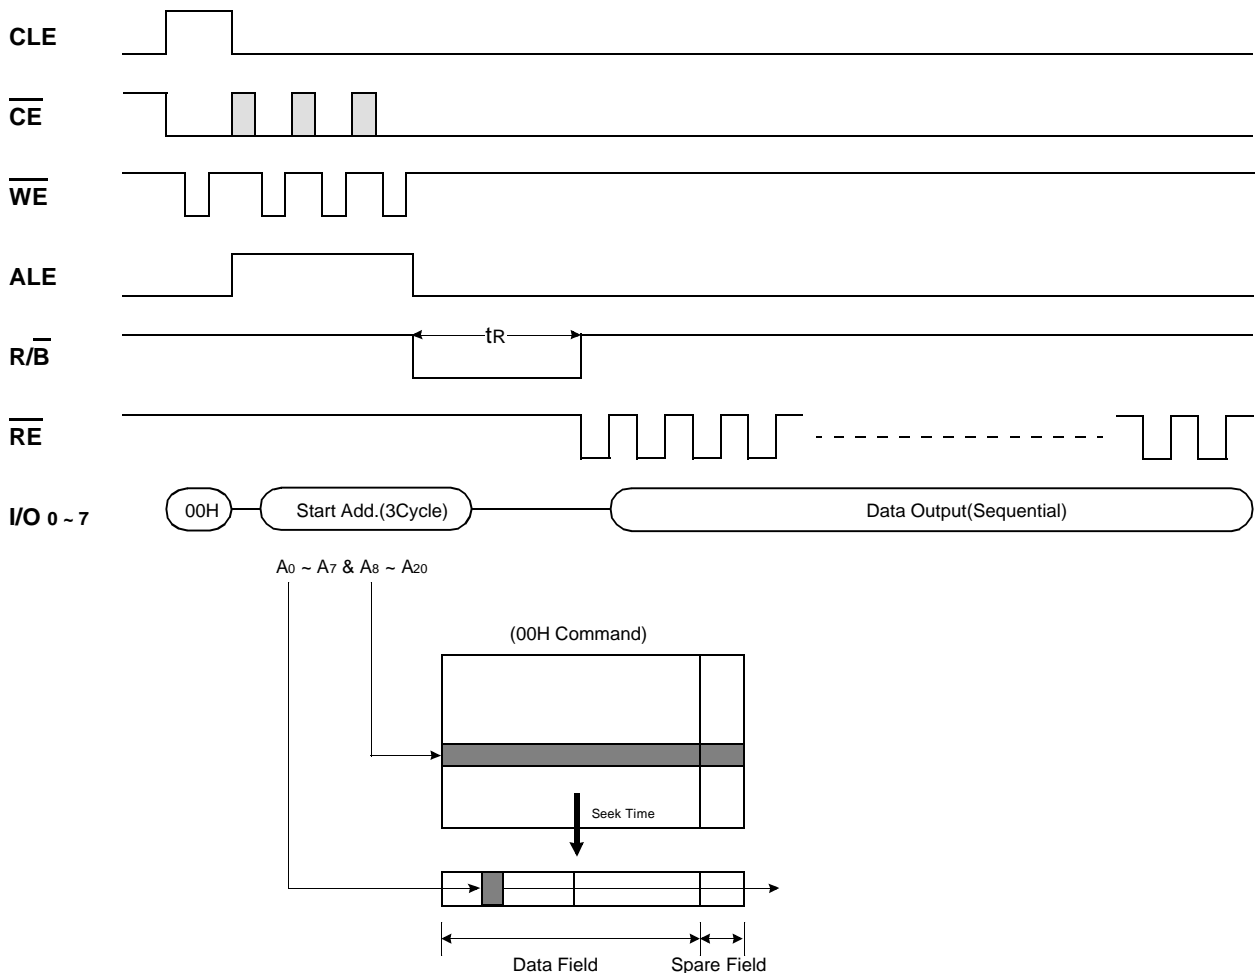 CLE
CE
WE
ALE
R/B
tR
RE
I/O 0 ~ 7
00H
Start Add.(3Cycle)
Data Output(Sequential)
A0 ~ A7 & A8 ~ A20
(00H Command)
Seek Time
Data Field
Spare Field